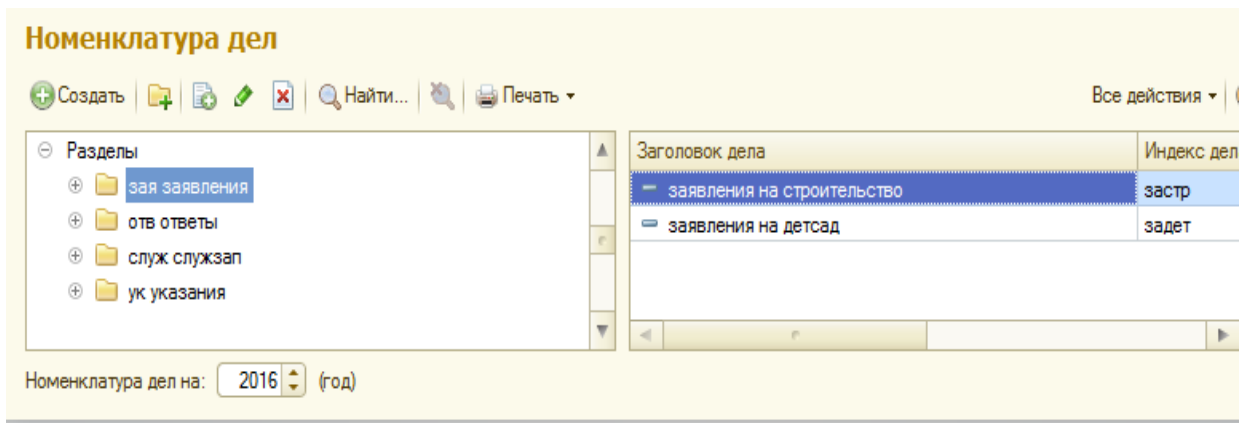 Номенклатура дел
Создать Найти... Печать Все действия
Разделы
зая заявления
отв ответы
служ служзап
ук указания
Заголовок дела Индекс дел
заявления на строительство застр
заявления на детсад задет
Номенклатура дел на: 2016 (год)